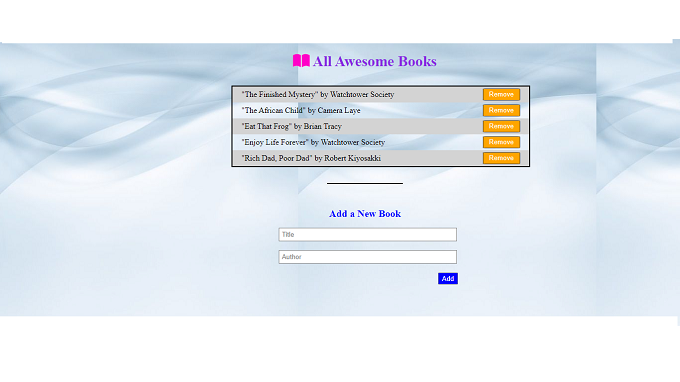 All Awesome Books
"The Finished Mystery" by Watchtower Society Remove
"The African Child" by Camera Laye Remove
"Eat That Frog" by Brian Tracy Remove
"Enjoy Life Forever" by Watchtower Society Remove
"Rich Dad, Poor Dad" by Robert Kiyosakki Remove
Add a New Book
Title
Author
Add